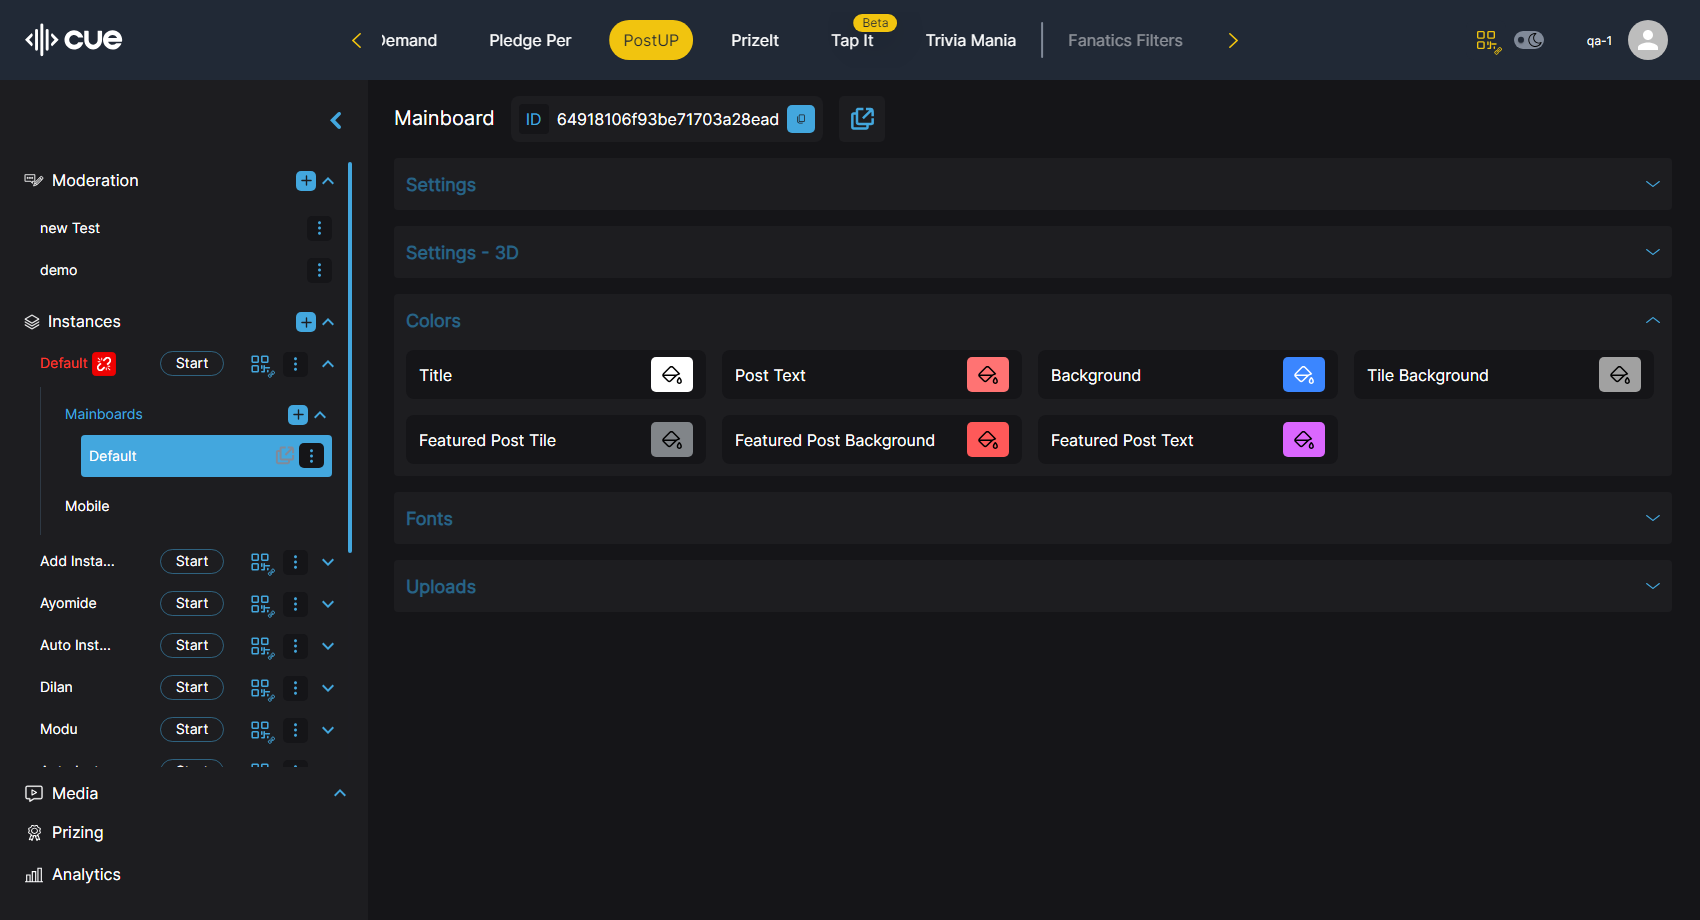 cue
Demand
Pledge Per
PostUP
PrizeIt
Beta
Tap It
Trivia Mania
Fanatics Filters
qa-1
Moderation
new Test
demo
Instances
Default
Start
Mainboards
Default
Mobile
Add Insta...
Start
Ayomide
Start
Auto Inst...
Start
Dilan
Start
Modu
Start
Media
Prizing
Analytics
Mainboard
ID 64918106f93be71703a28ead
Settings
Settings - 3D
Colors
Title
Post Text
Background
Tile Background
Featured Post Tile
Featured Post Background
Featured Post Text
Fonts
Uploads